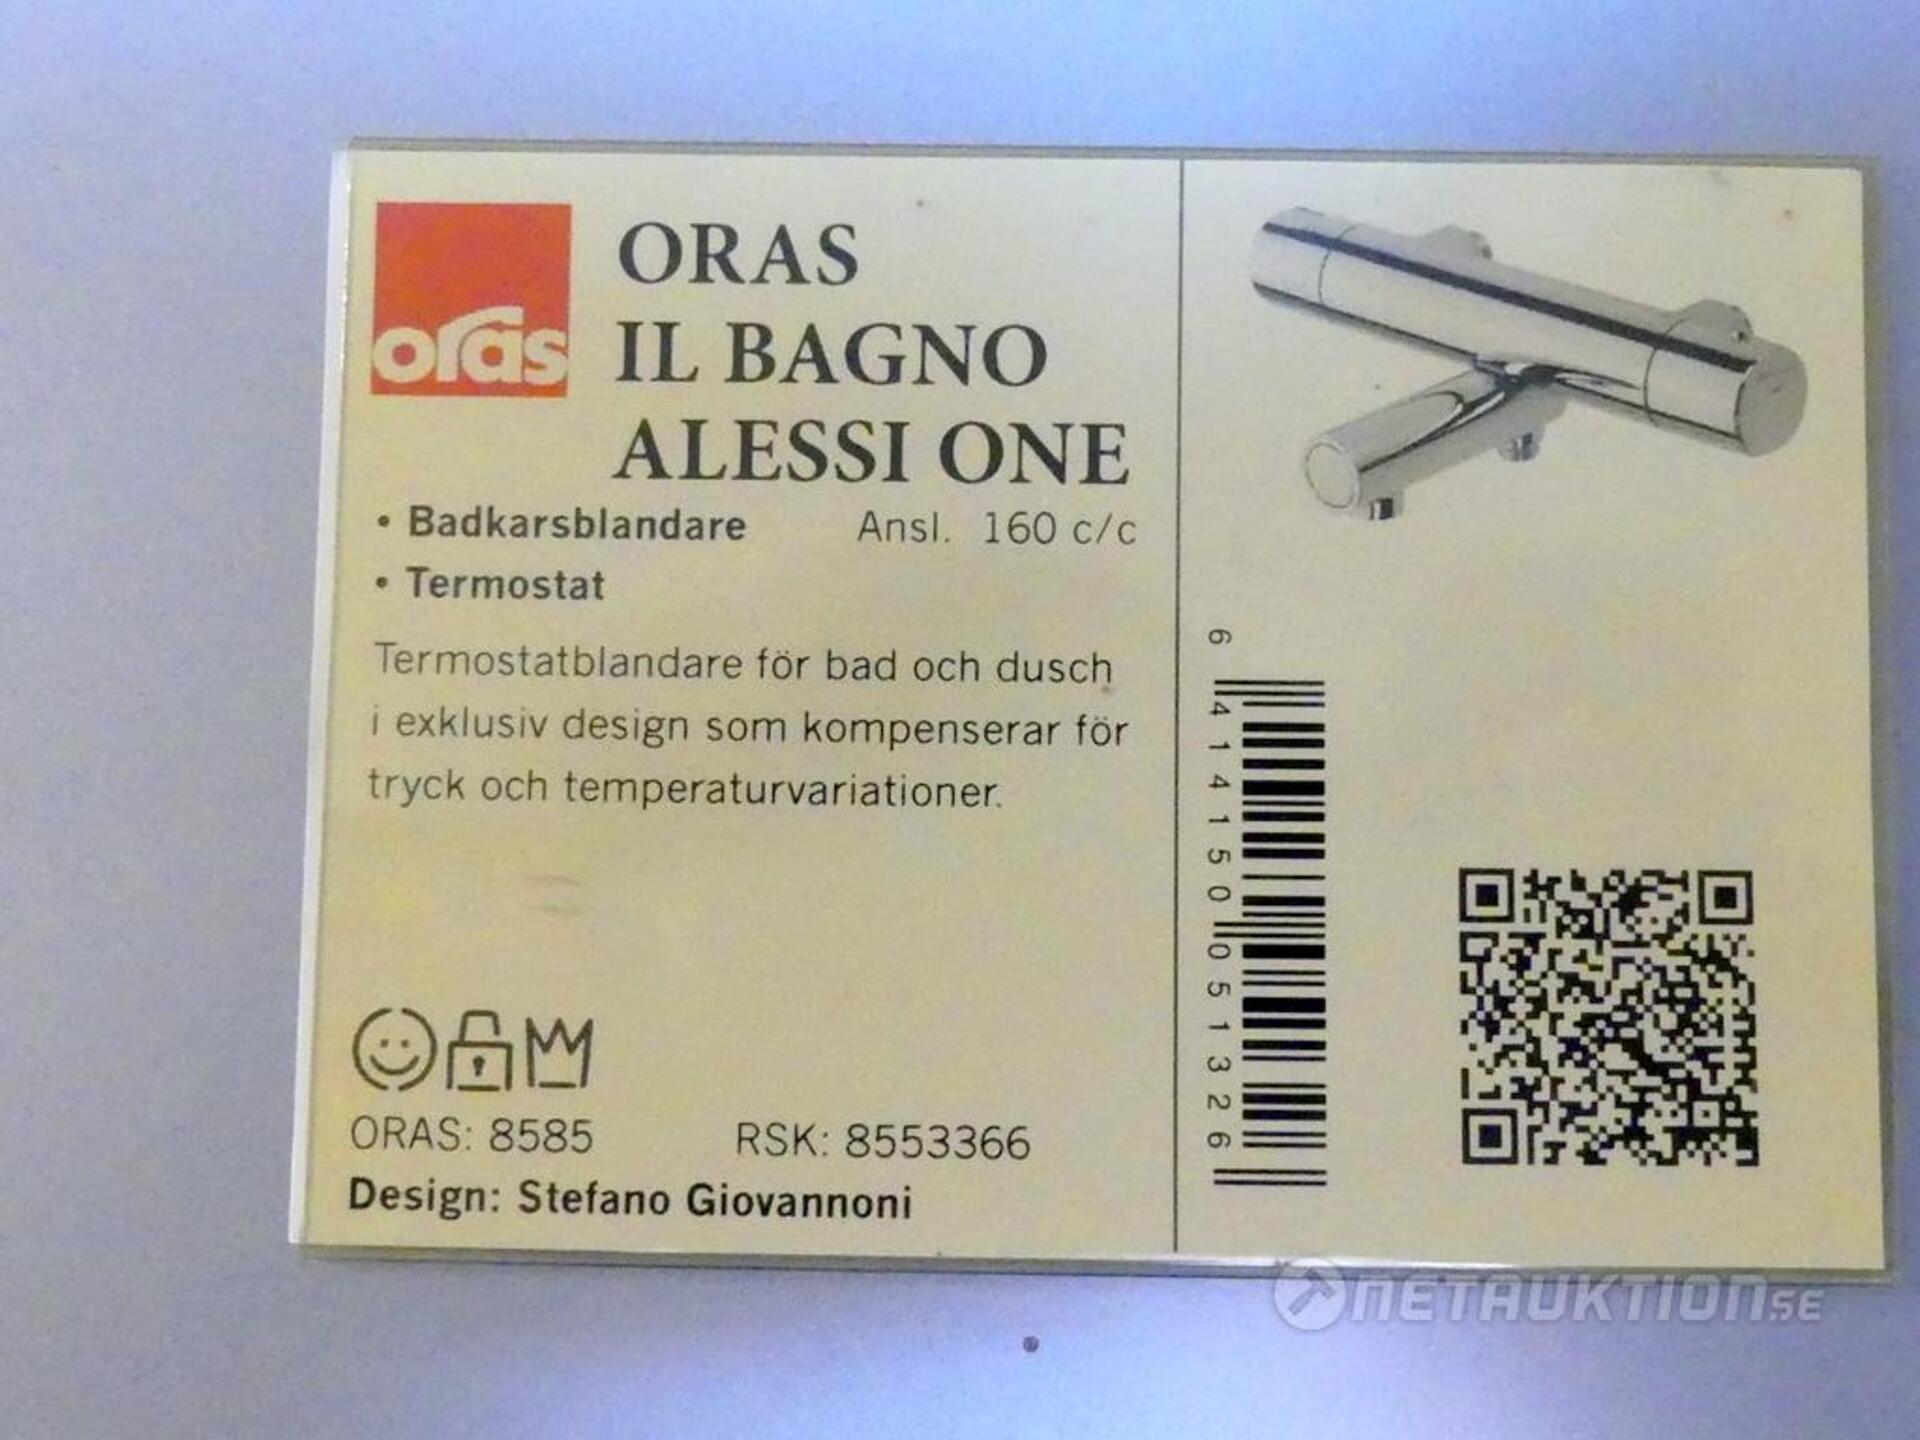 oras
ORAS
IL BAGNO
ALESSI ONE
• Badkarsblandare Ansl. 160 c/c
• Termostat
Termostatblandare för bad och dusch
i exklusiv design som kompenserar för
tryck och temperaturvariationer.
ORAS: 8585 RSK: 8553366
Design: Stefano Giovannoni
6 414150 051326
NETAUKTION.SE